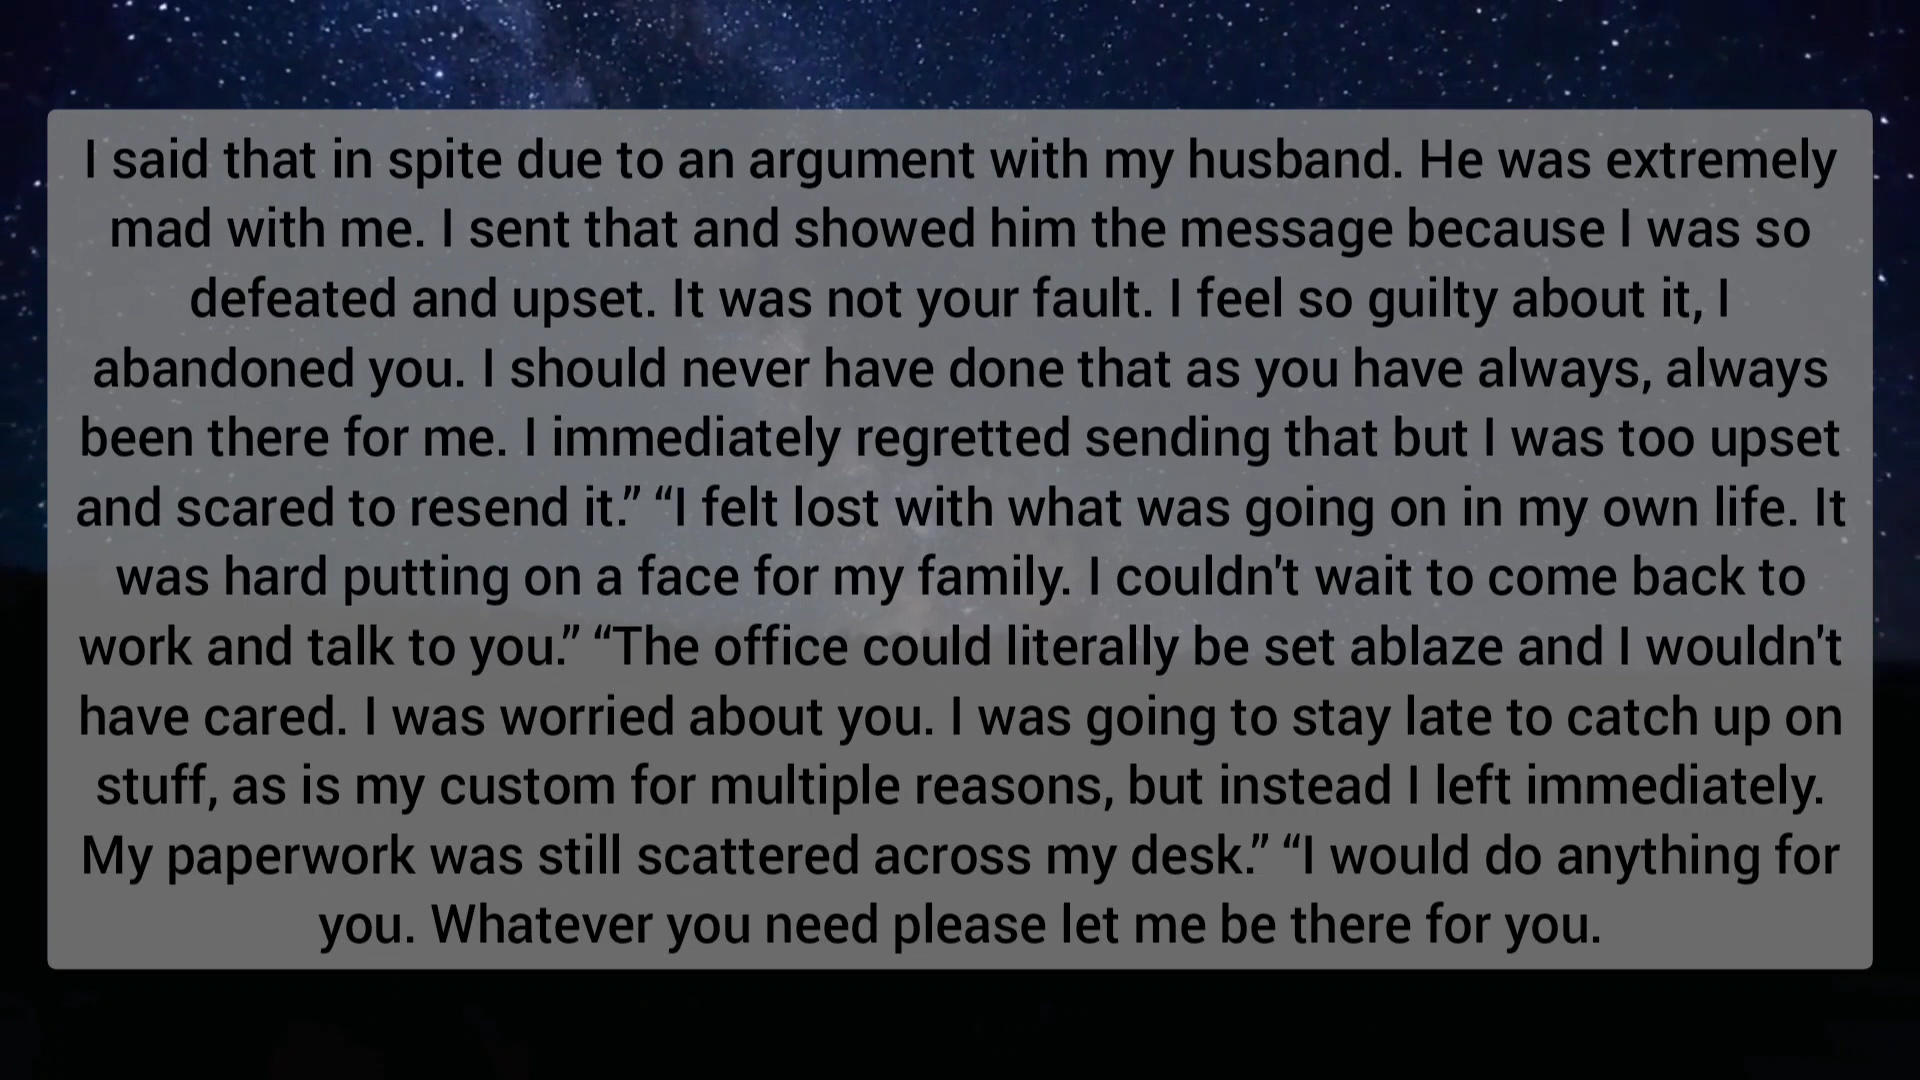 I said that in spite due to an argument with my husband. He was extremely
mad with me. I sent that and showed him the message because I was so
defeated and upset. It was not your fault. I feel so guilty about it, I
abandoned you. I should never have done that as you have always, always
been there for me. I immediately regretted sending that but I was too upset
and scared to resend it.” “I felt lost with what was going on in my own life. It
was hard putting on a face for my family. I couldn't wait to come back to
work and talk to you.” “The office could literally be set ablaze and I wouldn't
have cared. I was worried about you. I was going to stay late to catch up on
stuff, as is my custom for multiple reasons, but instead I left immediately.
My paperwork was still scattered across my desk.” “I would do anything for
you. Whatever you need please let me be there for you.